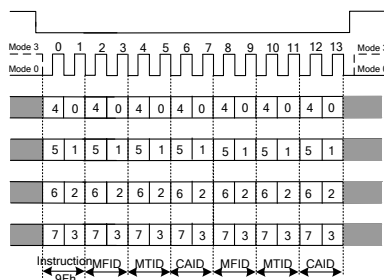 Mode 3 0 1 2 3 4 5 6 7 8 9 10 11 12 13 Mode 3
Mode 0 Mode 0
4 0 4 0 4 0 4 0 4 0 4 0 4 0
5 1 5 1 5 1 5 1 5 1 5 1 5 1
6 2 6 2 6 2 6 2 6 2 6 2 6 2
7 3 7 3 7 3 7 3 7 3 7 3 7 3
Instruction MFID MTID CAID MFID MTID CAID
9Fh